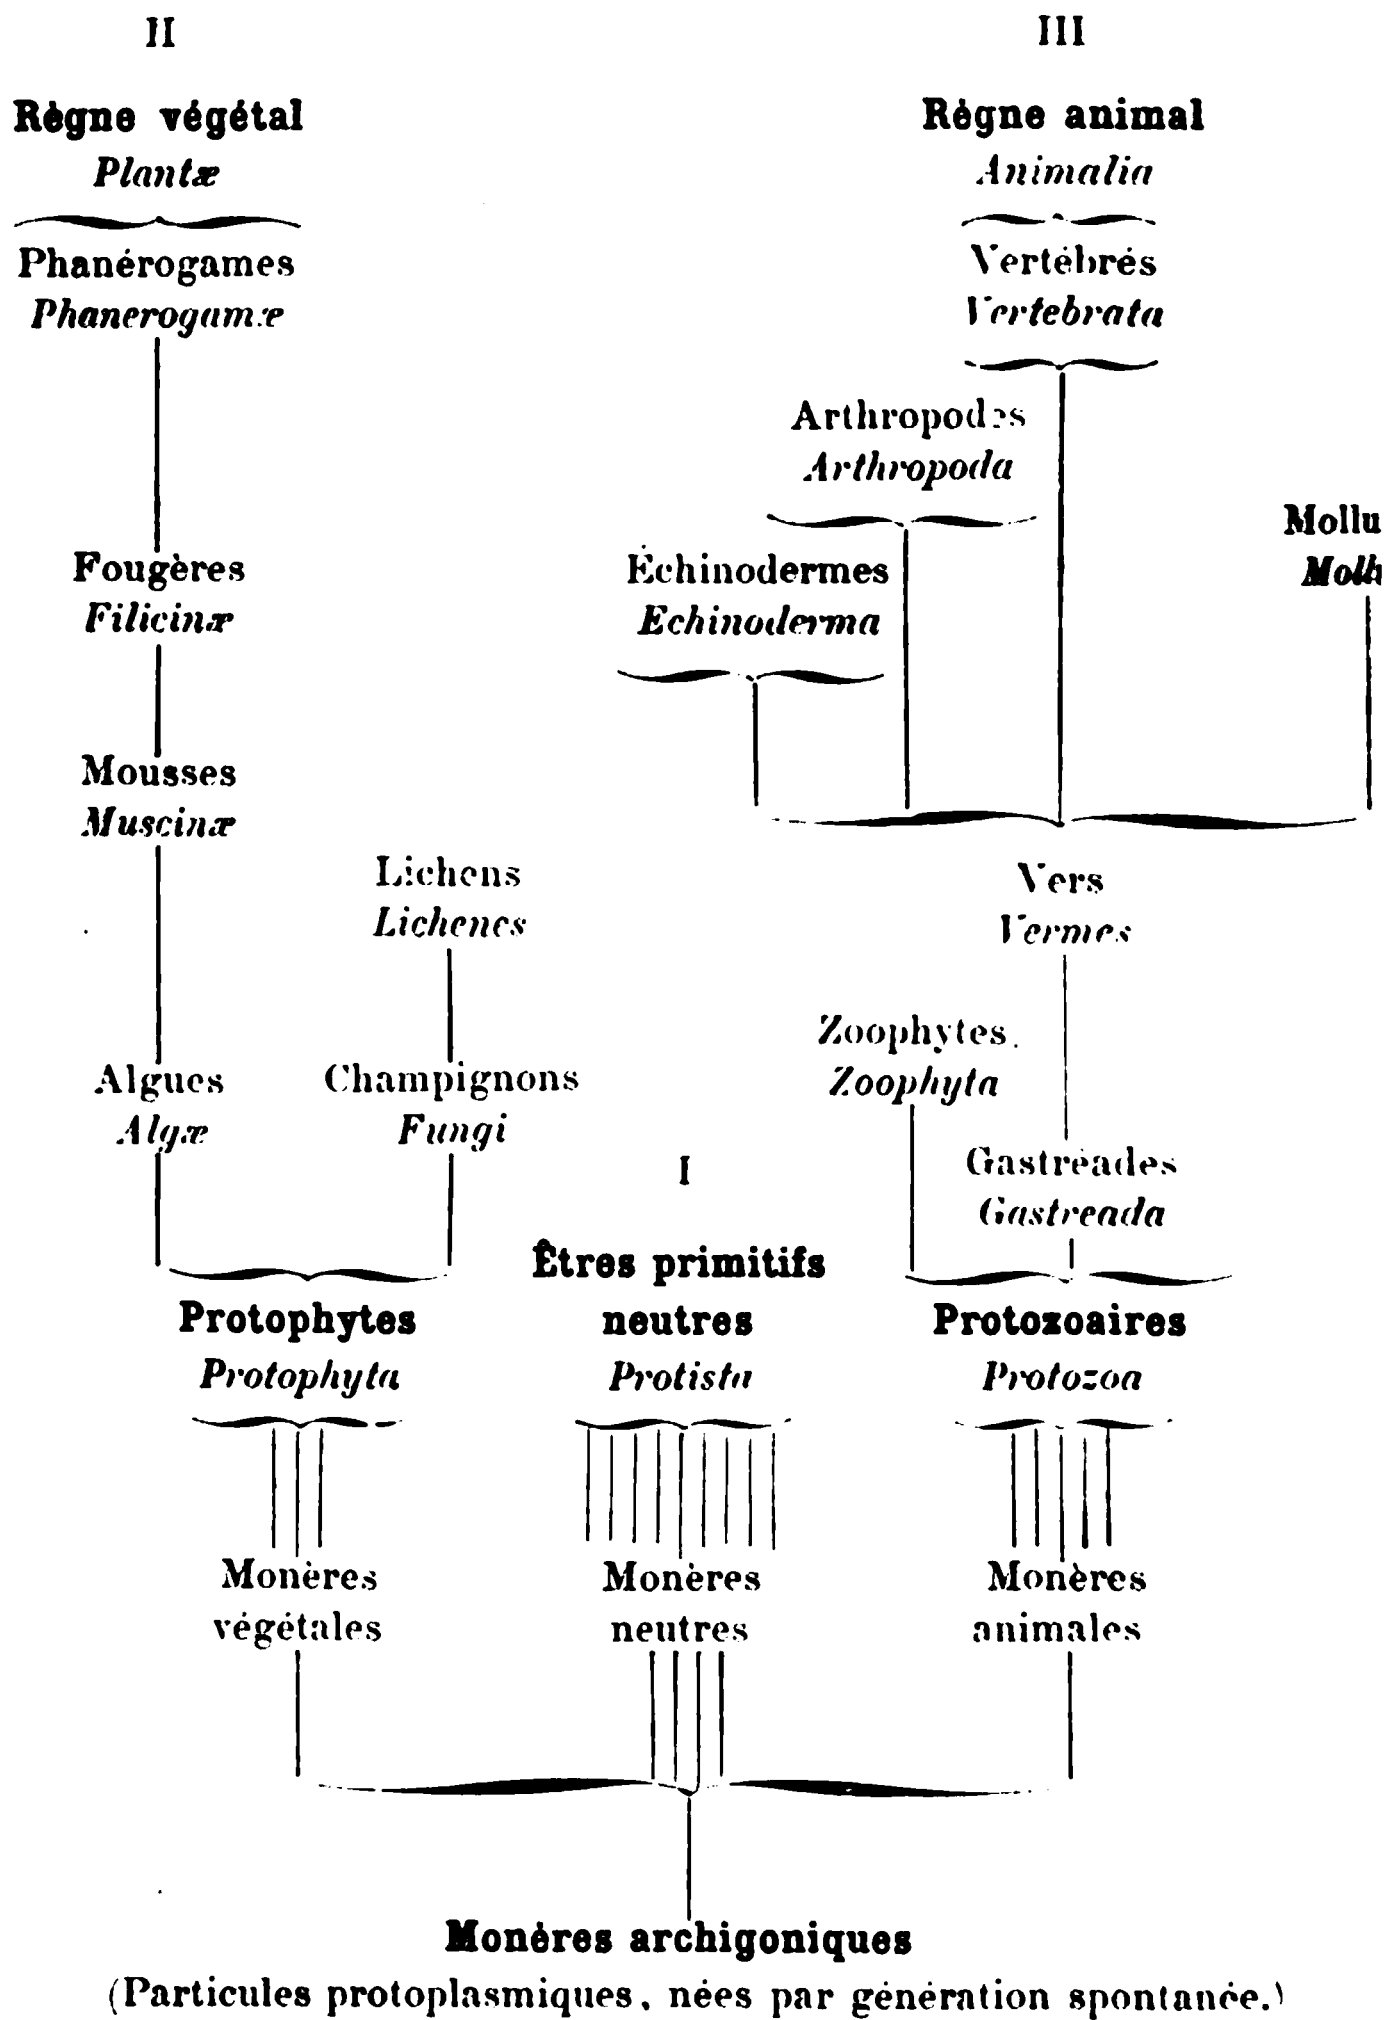 II
Règne végétal
Plantæ
Phanérogames
Phanerogamæ
Fougères
Filicinæ
Mousses
Muscinæ
Lichens
Lichenes
Algues
Algæ
Champignons
Fungi
Protophytes
Protophyta
Monères
végétales
I
Êtres primitifs
neutres
Protista
Monères
neutres
III
Règne animal
Animalia
Vertébrés
Vertebrata
Arthropodes
Arthropoda
Échinodermes
Echinoderma
Mollu
Vers
Vermes
Zoophytes
Zoophyta
Gastréades
Gastreada
Protozoaires
Protozoa
Monères
animales
Monères archigoniques
(Particules protoplasmiques, nées par génération spontanée.)